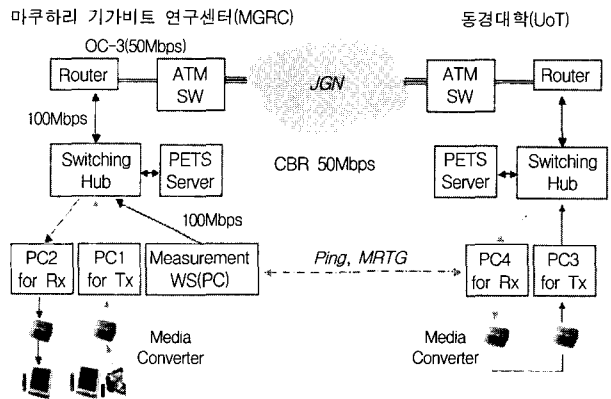 마쿠하리 기가비트 연구센터(MGRC)
동경대학(UoT)
OC-3(50Mbps)
Router
ATM
SW
JGN
ATM
SW
Router
100Mbps
Switching
Hub
PETS
Server
CBR 50Mbps
PETS
Server
Switching
Hub
100Mbps
PC2
for Rx
PC1
for Tx
Measurement
WS(PC)
Ping, MRTG
PC4
for Rx
PC3
for Tx
Media
Converter
Media
Converter